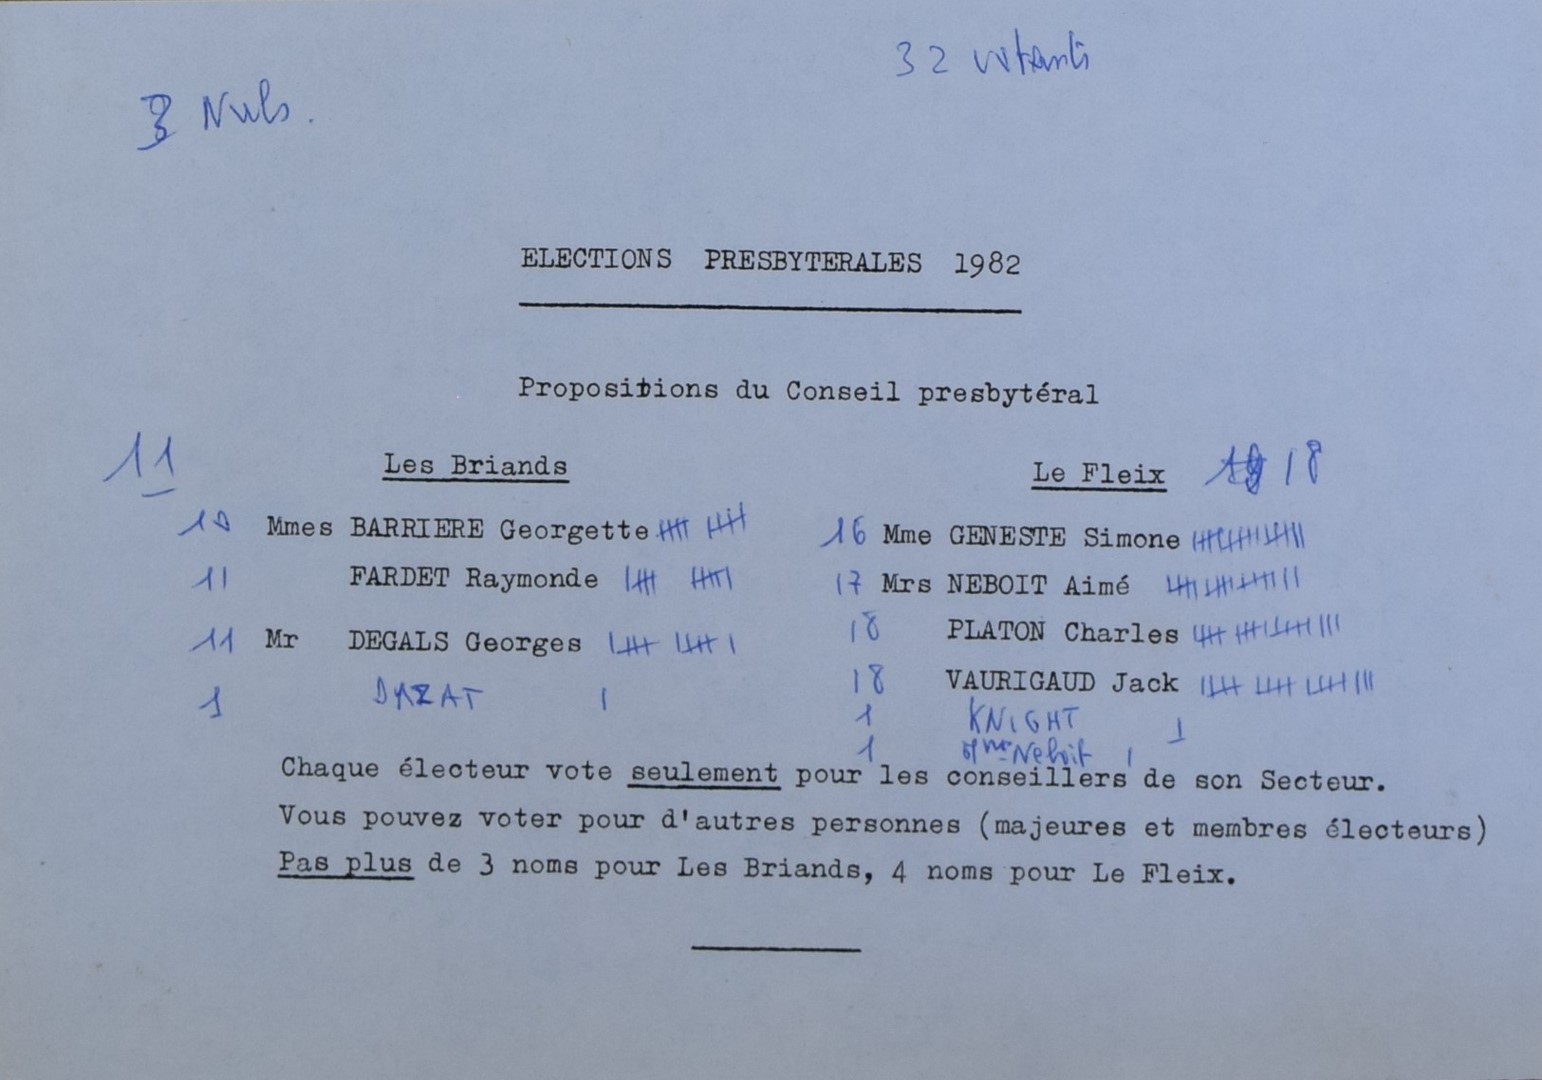 32 votants
3 Nuls.
ELECTIONS PRESBYTERALES 1982
Propositions du Conseil presbytéral
11 Les Briands
10 Mmes BARRIERE Georgette
11 FARDET Raymonde
11 Mr DEGALS Georges
1 DAZAT 1
Le Fleix 18
16 Mme GENESTE Simone
17 Mrs NEBOIT Aimé
18 PLATON Charles
18 VAURIGAUD Jack
1 KNIGHT 1
1 Mme Neboit 1
Chaque électeur vote seulement pour les conseillers de son Secteur.
Vous pouvez voter pour d'autres personnes (majeures et membres électeurs)
Pas plus de 3 noms pour Les Briands, 4 noms pour Le Fleix.